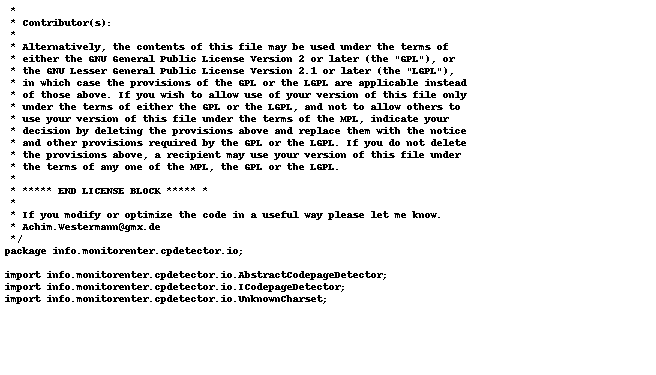 *
 * Contributor(s):
 *
 * Alternatively, the contents of this file may be used under the terms of
 * either the GNU General Public License Version 2 or later (the "GPL"), or
 * the GNU Lesser General Public License Version 2.1 or later (the "LGPL"),
 * in which case the provisions of the GPL or the LGPL are applicable instead
 * of those above. If you wish to allow use of your version of this file only
 * under the terms of either the GPL or the LGPL, and not to allow others to
 * use your version of this file under the terms of the MPL, indicate your
 * decision by deleting the provisions above and replace them with the notice
 * and other provisions required by the GPL or the LGPL. If you do not delete
 * the provisions above, a recipient may use your version of this file under
 * the terms of any one of the MPL, the GPL or the LGPL.
 *
 * ***** END LICENSE BLOCK ***** *
 *
 * If you modify or optimize the code in a useful way please let me know.
 * Achim.Westermann@gmx.de
 */
package info.monitorenter.cpdetector.io;

import info.monitorenter.cpdetector.io.AbstractCodepageDetector;
import info.monitorenter.cpdetector.io.ICodepageDetector;
import info.monitorenter.cpdetector.io.UnknownCharset;